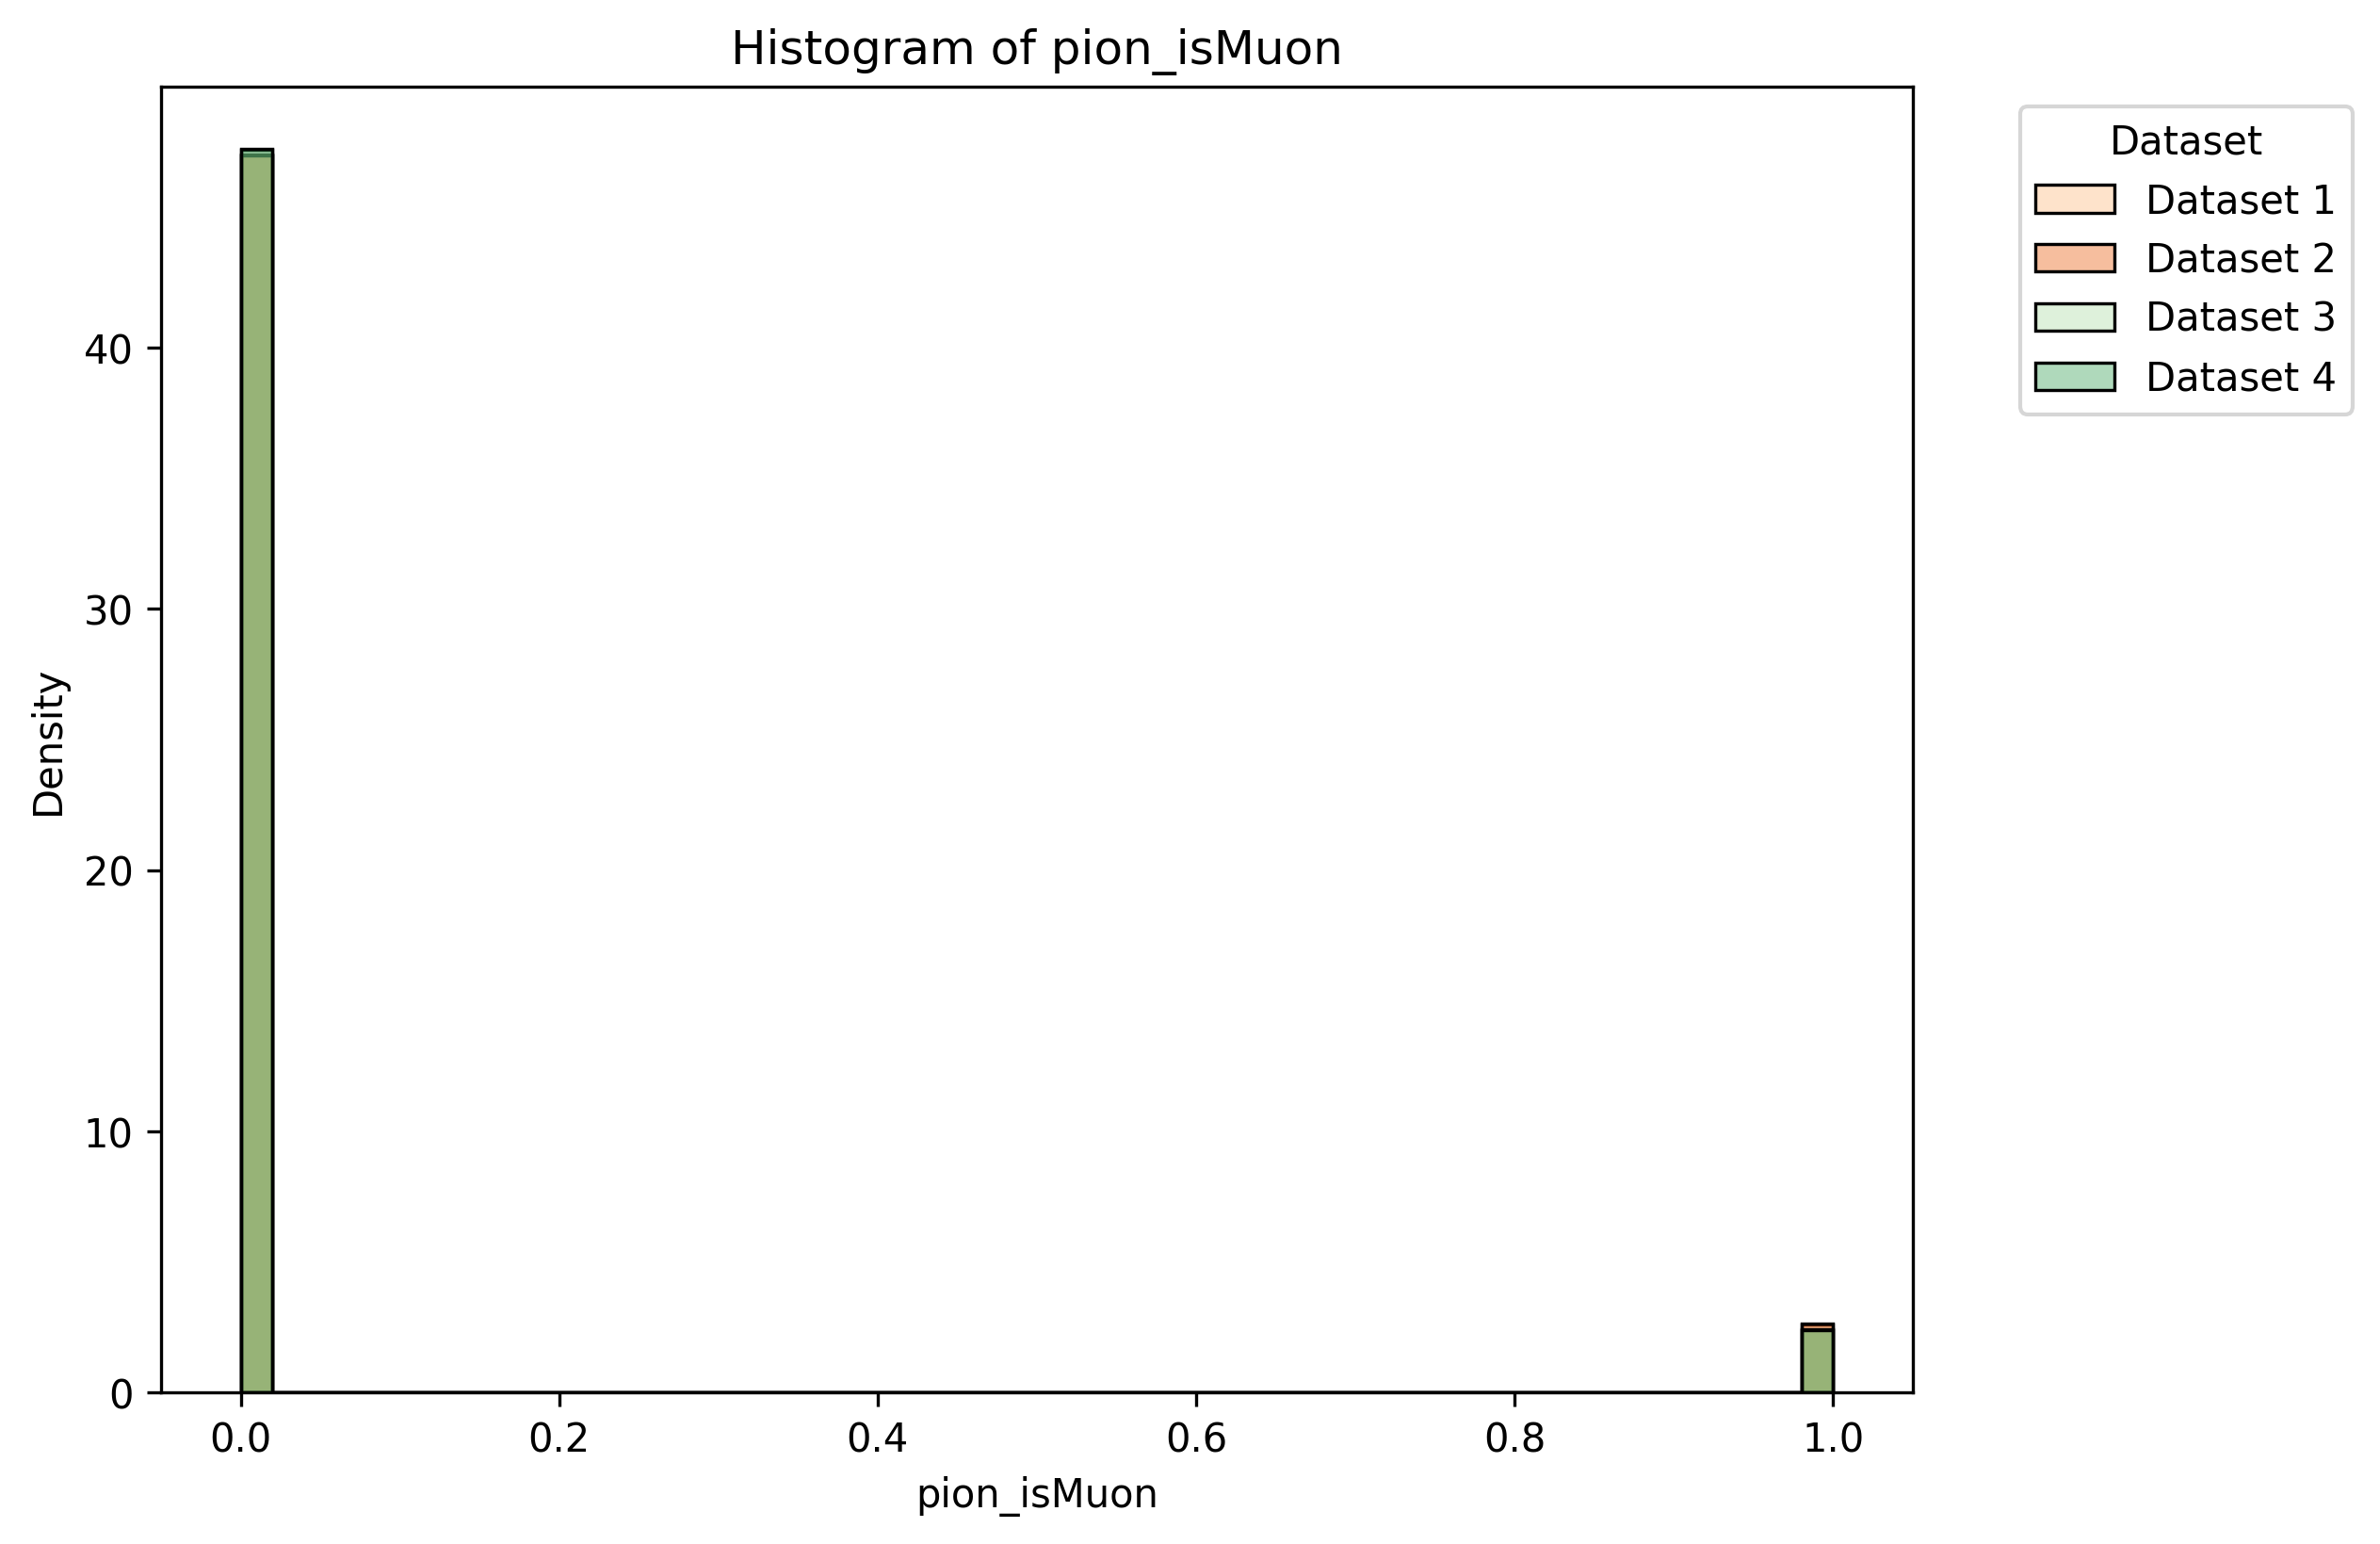 Histogram of pion_isMuon
Dataset
Dataset 1
Dataset 2
Dataset 3
Dataset 4
Density
40
30
20
10
0
0.0 0.2 0.4 0.6 0.8 1.0
pion_isMuon